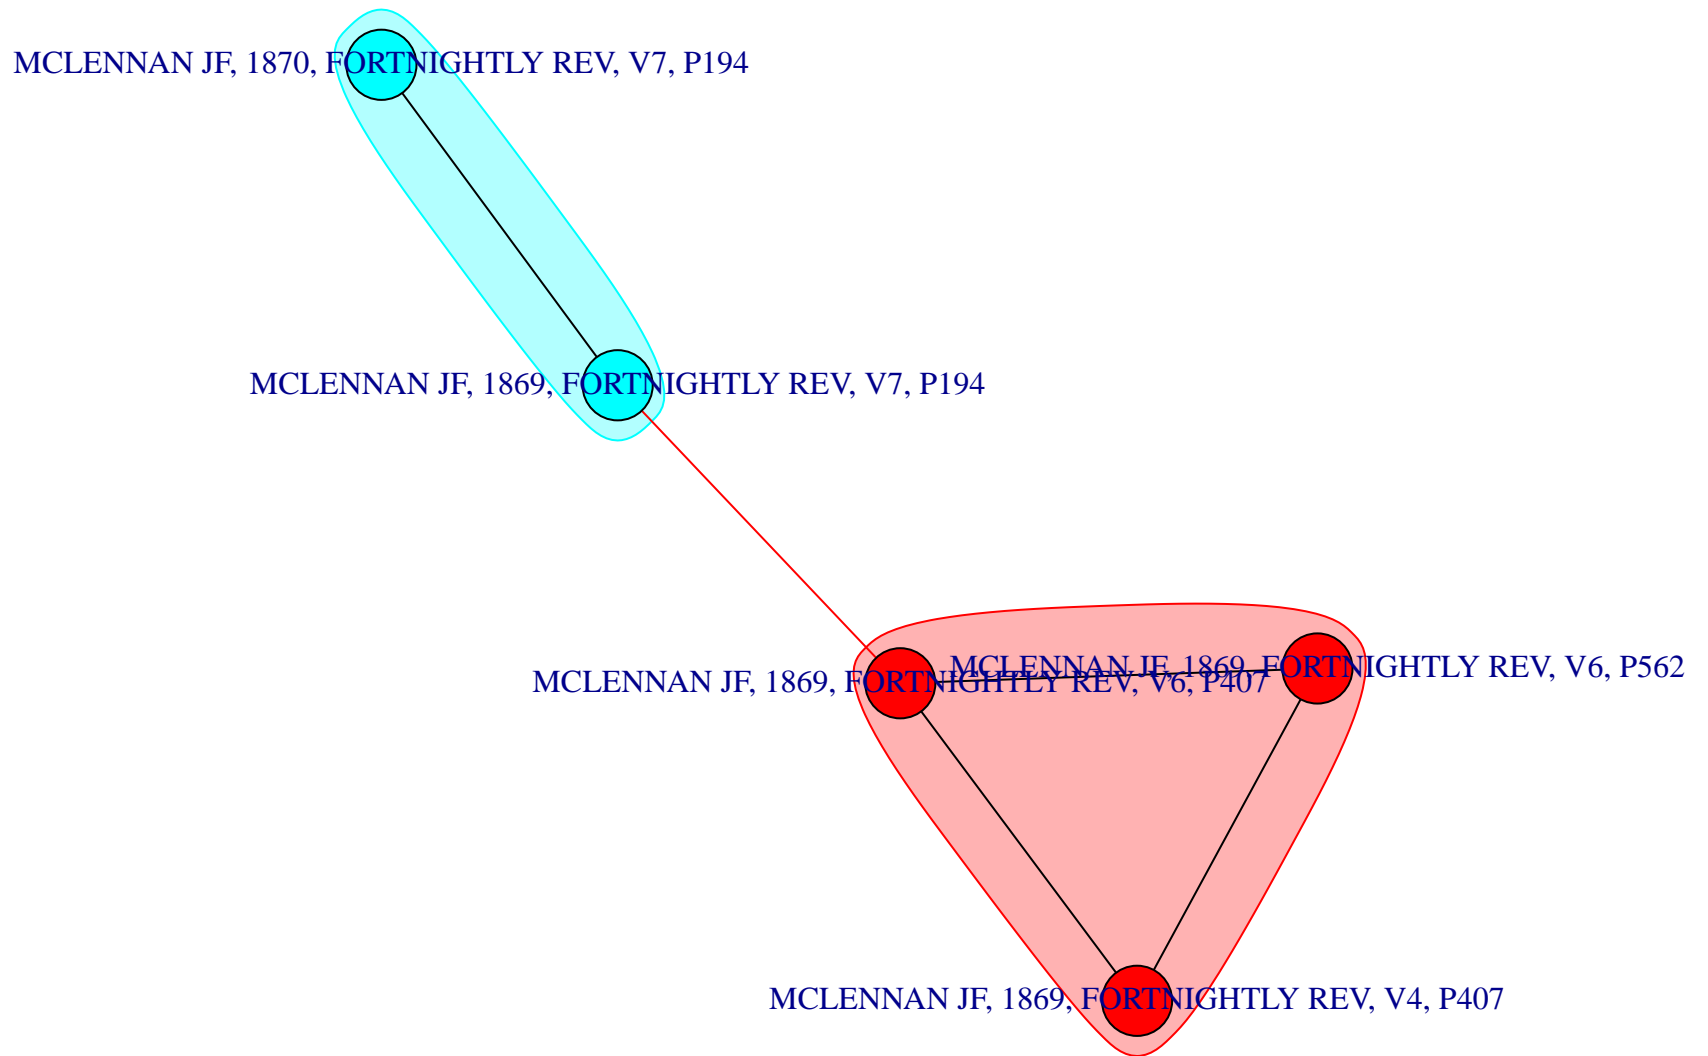 MCLENNAN JF, 1870, FORTNIGHTLY REV, V7, P194
MCLENNAN JF, 1869, FORTNIGHTLY REV, V7, P194
MCLENNAN JF, 1869, FORTNIGHTLY REV, V6, P562
MCLENNAN JF, 1869, FORTNIGHTLY REV, V6, P407
MCLENNAN JF, 1869, FORTNIGHTLY REV, V4, P407